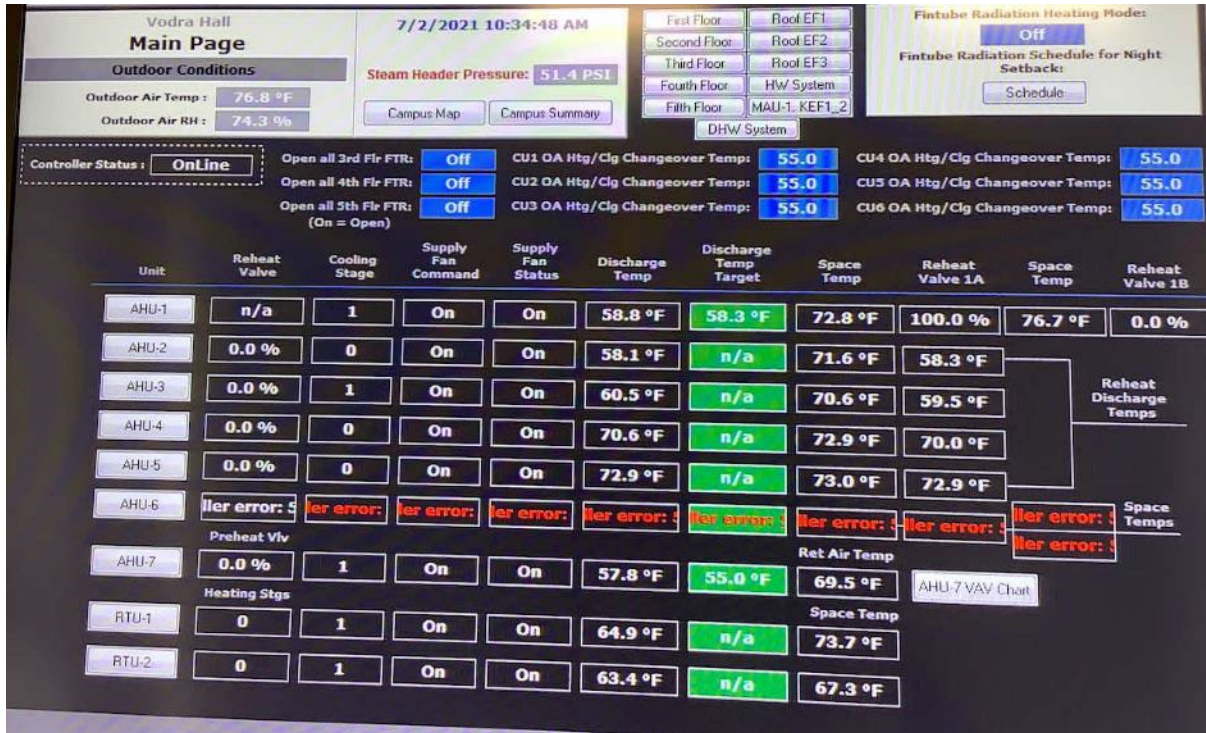 Vodra Hall
Main Page
Outdoor Conditions
Outdoor Air Temp : 76.8 °F
Outdoor Air RH : 74.3 %
7/2/2021 10:34:48 AM
Steam Header Pressure: 51.4 PSI
Campus Map Campus Summary
First Floor Roof EF1
Second Floor Roof EF2
Third Floor Roof EF3
Fourth Floor HW System
Fifth Floor MAU-1. KEF1_2
DHW System
Fintube Radiation Heating Mode:
Off
Fintube Radiation Schedule for Night
Setback:
Schedule
Controller Status : OnLine
Open all 3rd Flr FTR: Off CU1 OA Htg/Clg Changeover Temp: 55.0 CU4 OA Htg/Clg Changeover Temp: 55.0
Open all 4th Flr FTR: Off CU2 OA Htg/Clg Changeover Temp: 55.0 CU5 OA Htg/Clg Changeover Temp: 55.0
Open all 5th Flr FTR: Off CU3 OA Htg/Clg Changeover Temp: 55.0 CU6 OA Htg/Clg Changeover Temp: 55.0
(On = Open)
Unit Reheat Valve Cooling Stage Supply Fan Command Supply Fan Status Discharge Temp Discharge Temp Target Space Temp Reheat Valve 1A Space Temp Reheat Valve 1B
AHU-1 n/a 1 On On 58.8 °F 58.3 °F 72.8 °F 100.0 % 76.7 °F 0.0 %
AHU-2 0.0 % 0 On On 58.1 °F n/a 71.6 °F 58.3 °F
AHU-3 0.0 % 1 On On 60.5 °F n/a 70.6 °F 59.5 °F
Reheat
Discharge
Temps
AHU-4 0.0 % 0 On On 70.6 °F n/a 72.9 °F 70.0 °F
AHU-5 0.0 % 0 On On 72.9 °F n/a 73.0 °F 72.9 °F
AHU-6 ller error: S ler error: ler error: ler error: ller error: S ller error: S ller error: S ller error: S ller error: S
ller error: S
Space
Temps
Preheat Vlv Ret Air Temp
AHU-7 0.0 % 1 On On 57.8 °F 55.0 °F 69.5 °F AHU-7 VAV Chart
Heating Stgs Space Temp
RTU-1 0 1 On On 64.9 °F n/a 73.7 °F
RTU-2 0 1 On On 63.4 °F n/a 67.3 °F